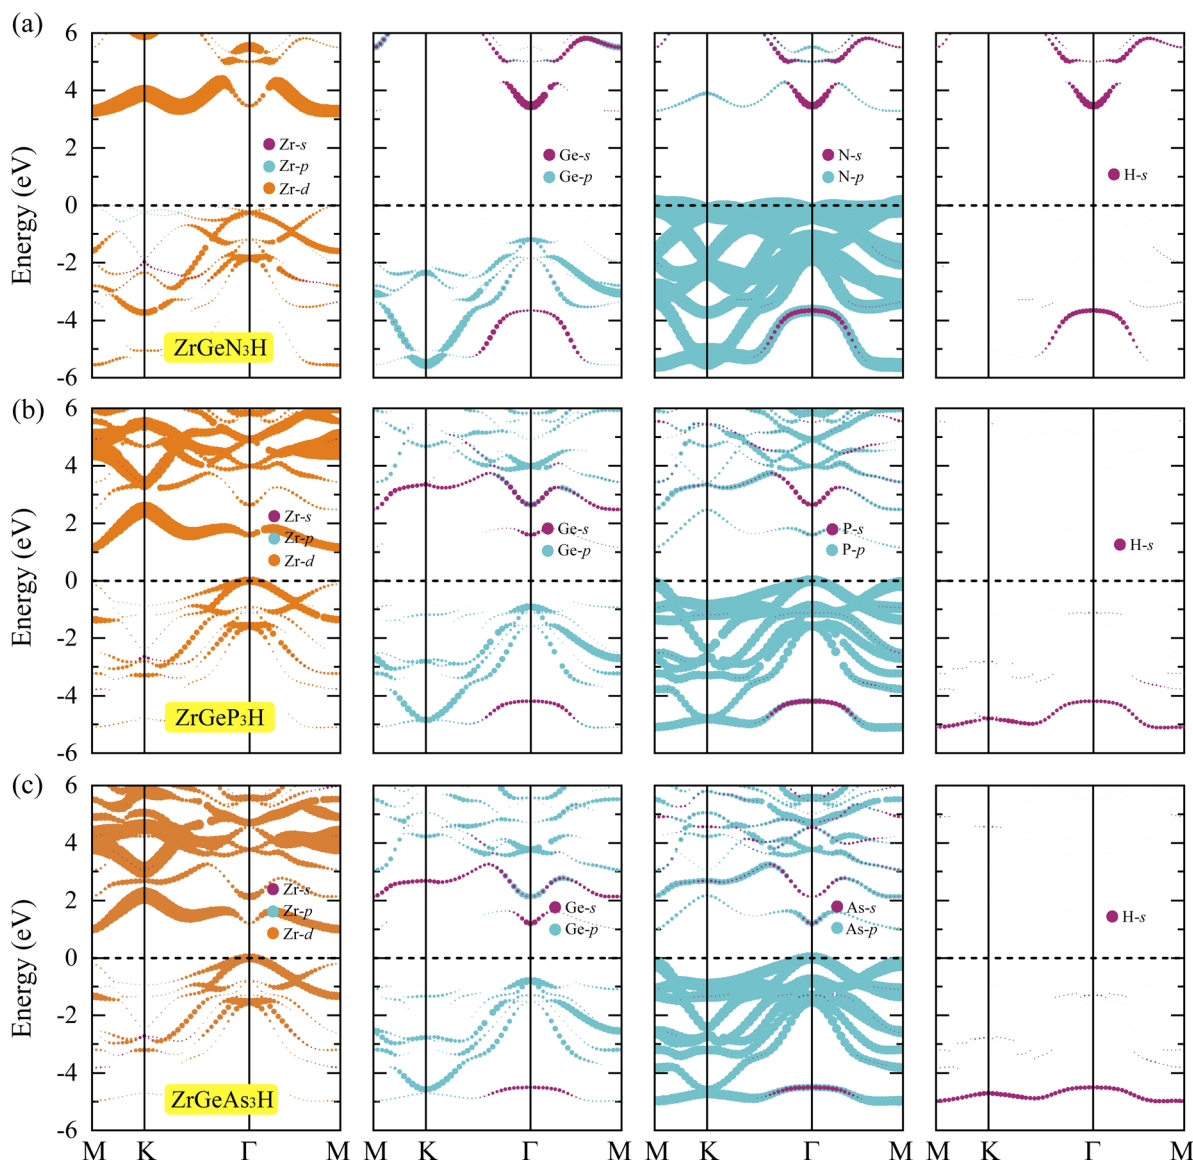 (a)
6
4
2
0
-2
-4
-6
Energy (eV)
Zr-s
Zr-p
Zr-d
ZrGeN₃H
Ge-s
Ge-p
N-s
N-p
H-s
(b)
6
4
2
0
-2
-4
-6
Energy (eV)
Zr-s
Zr-p
Zr-d
ZrGeP₃H
Ge-s
Ge-p
P-s
P-p
H-s
(c)
6
4
2
0
-2
-4
-6
Energy (eV)
Zr-s
Zr-p
Zr-d
ZrGeAs₃H
Ge-s
Ge-p
As-s
As-p
H-s
M K Γ M K Γ M K Γ M K Γ M